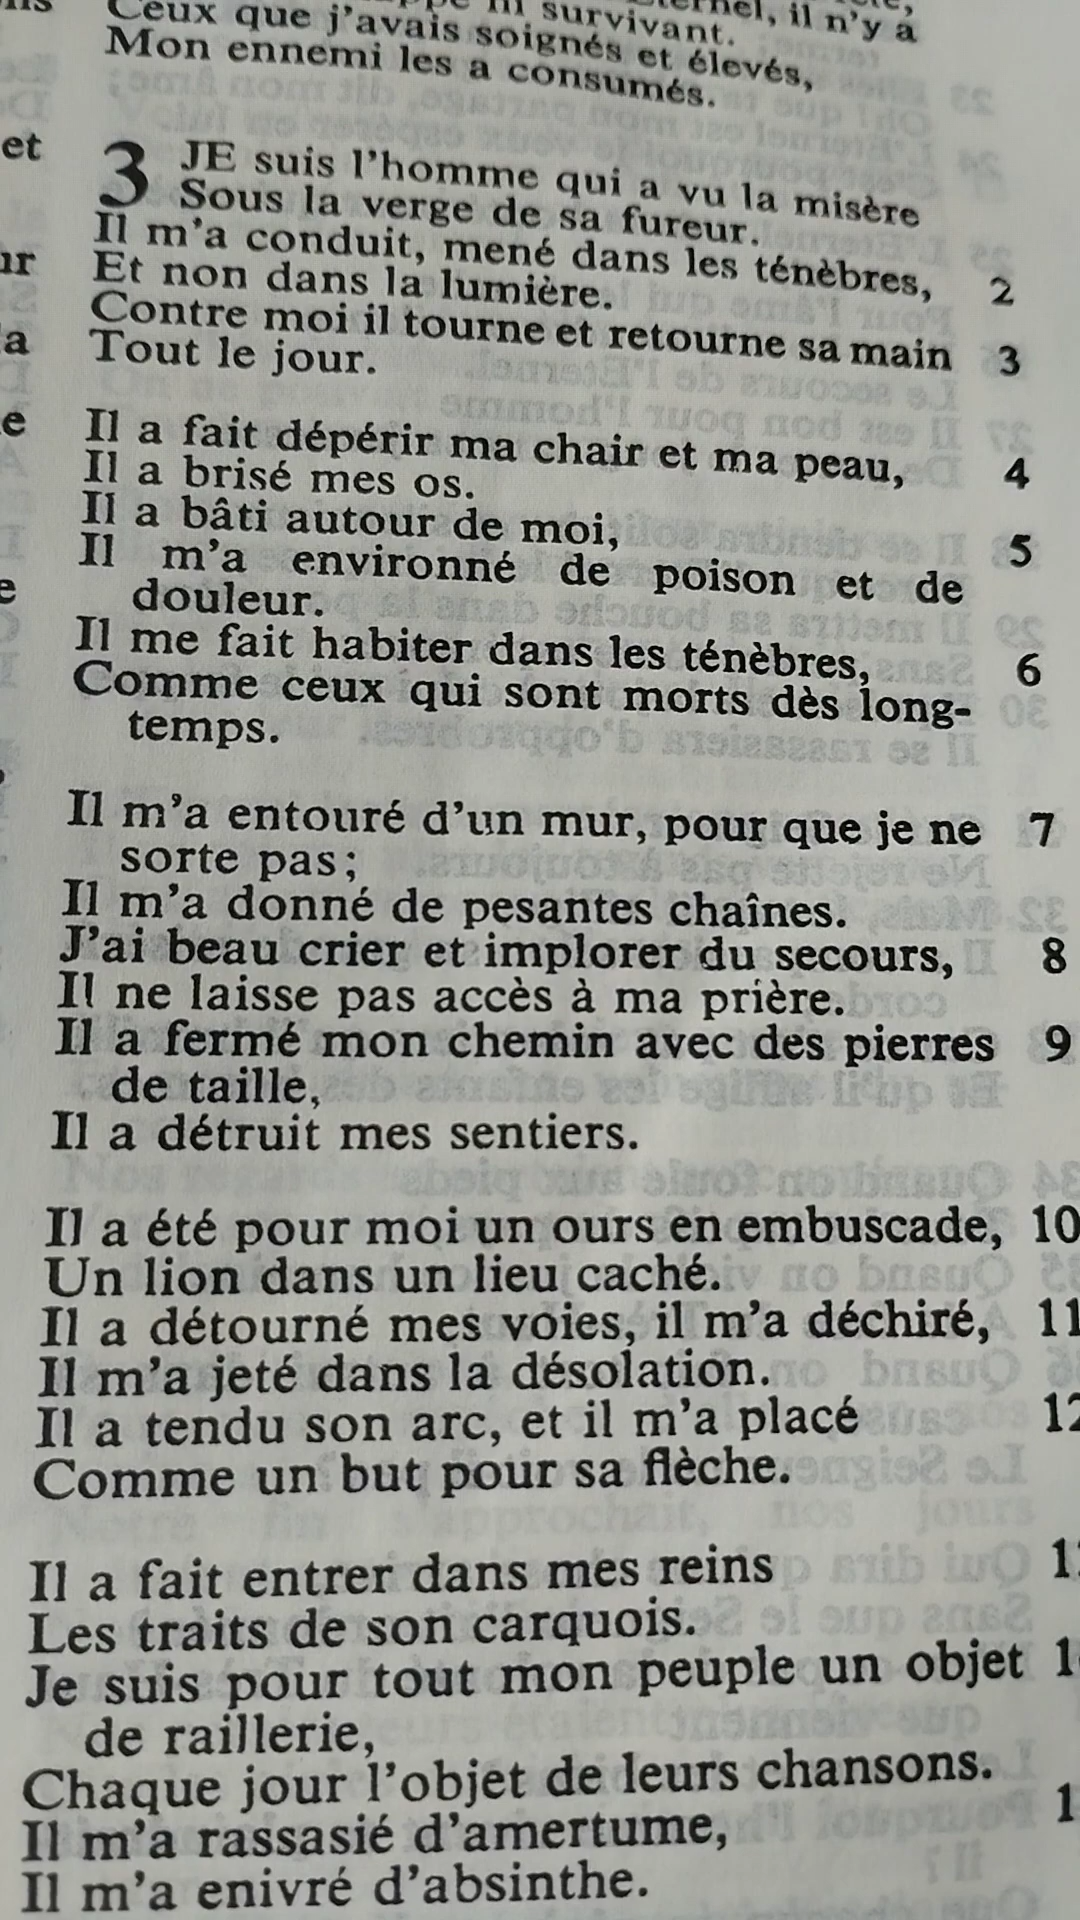 ni survivant.
Eternel, il n'y a
Ceux que j'avais soignés et élevés,
Mon ennemi les a consumés.
et
3 JE suis l'homme qui a vu la misère
Sous la verge de sa fureur.
Il m'a conduit, mené dans les ténèbres, 2
Et non dans la lumière.
Contre moi il tourne et retourne sa main 3
Tout le jour.
Il a fait dépérir ma chair et ma peau, 4
Il a brisé mes os.
Il a bâti autour de moi, 5
Il m'a environné de poison et de
douleur.
Il me fait habiter dans les ténèbres, 6
Comme ceux qui sont morts dès long-
temps.
Il m'a entouré d'un mur, pour que je ne 7
sorte pas;
Il m'a donné de pesantes chaînes.
J'ai beau crier et implorer du secours, 8
Il ne laisse pas accès à ma prière.
Il a fermé mon chemin avec des pierres 9
de taille,
Il a détruit mes sentiers.
Il a été pour moi un ours en embuscade, 10
Un lion dans un lieu caché.
Il a détourné mes voies, il m'a déchiré, 11
Il m'a jeté dans la désolation.
Il a tendu son arc, et il m'a placé 12
Comme un but pour sa flèche.
Il a fait entrer dans mes reins
Les traits de son carquois.
Je suis pour tout mon peuple un objet
de raillerie,
Chaque jour l'objet de leurs chansons.
Il m'a rassasié d'amertume,
Il m'a enivré d'absinthe.